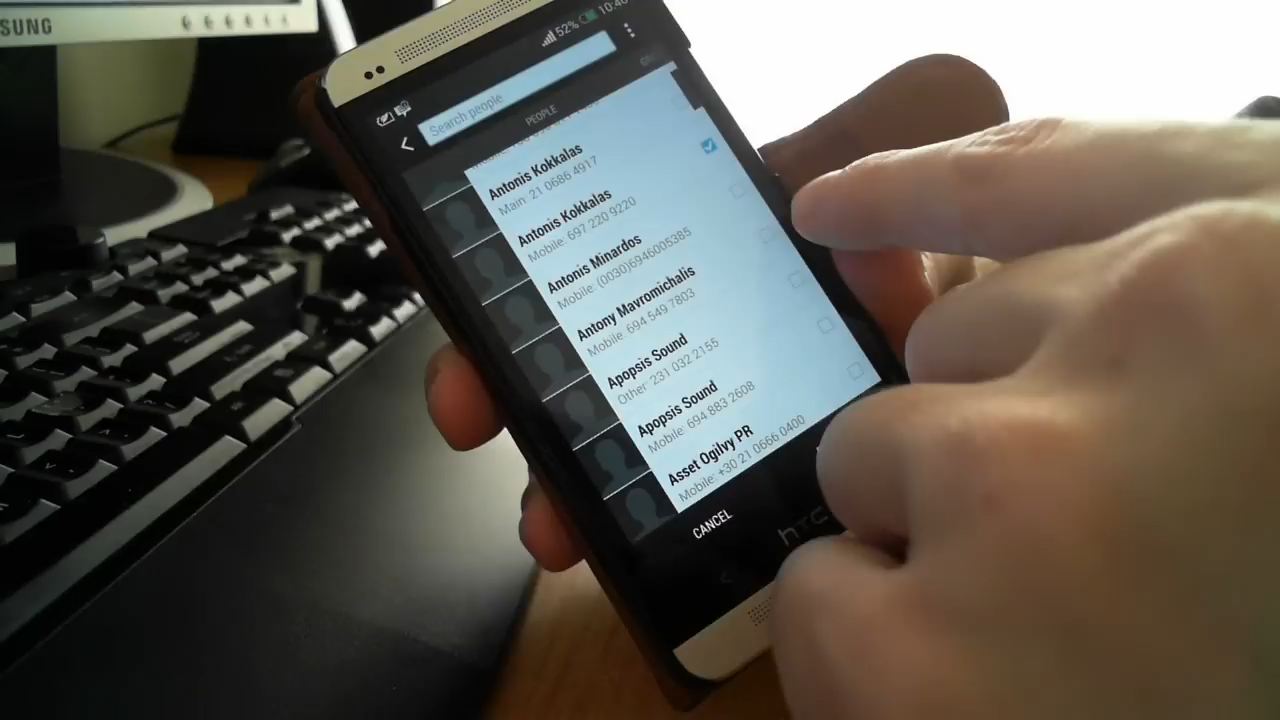 SUNG
52% 10:40
Search people
PEOPLE
Antonis Kokkalas
Main: 21 0686 4917
Antonis Kokkalas
Mobile: 697 220 9220
Antonis Minardos
Mobile: (0030)6946005385
Antony Mavromichalis
Mobile: 694 549 7803
Apopsis Sound
Other: 231 032 2155
Apopsis Sound
Mobile: 694 883 2608
Asset Ogilvy PR
Mobile: +30 21 0666 0400
CANCEL
hTC